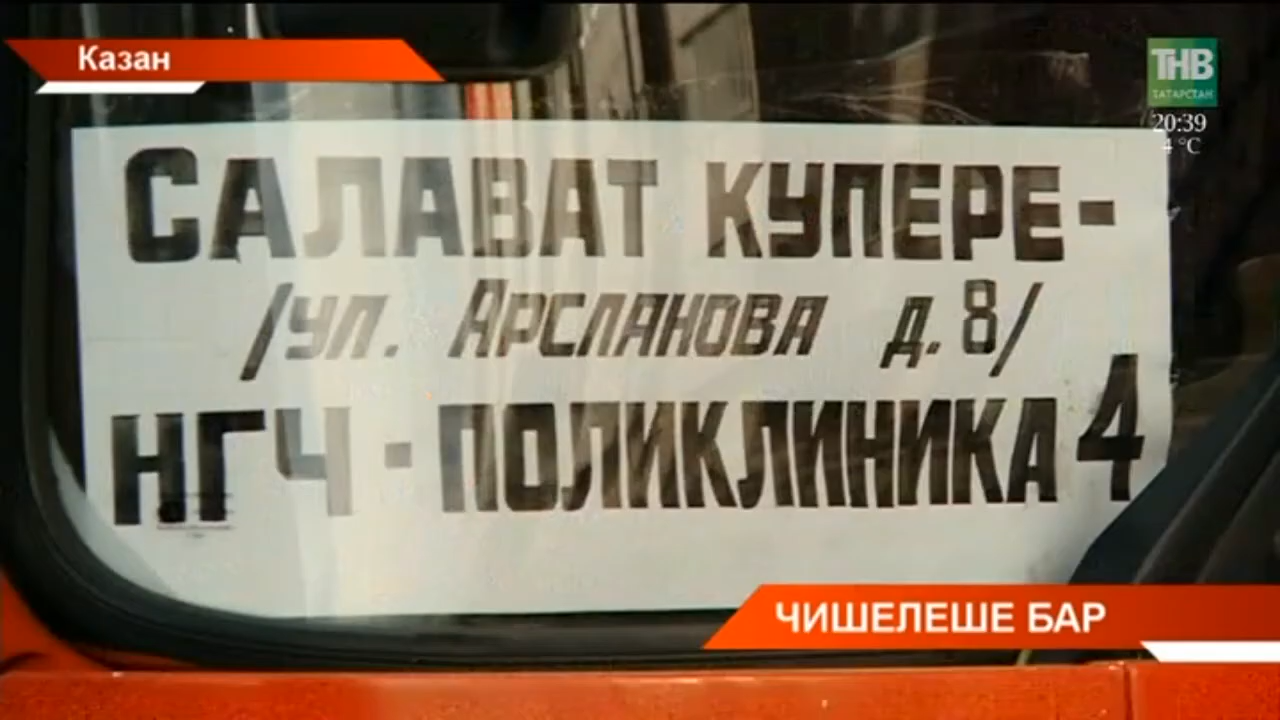 Казан
ТНВ
ТАТАРСТАН
20:39
4 °C
САЛАВАТ КУПЕРЕ-
/УЛ. АРСЛАНОВА Д. 8/
НГЧ - ПОЛИКЛИНИКА 4
ЧИШЕЛЕШЕ БАР